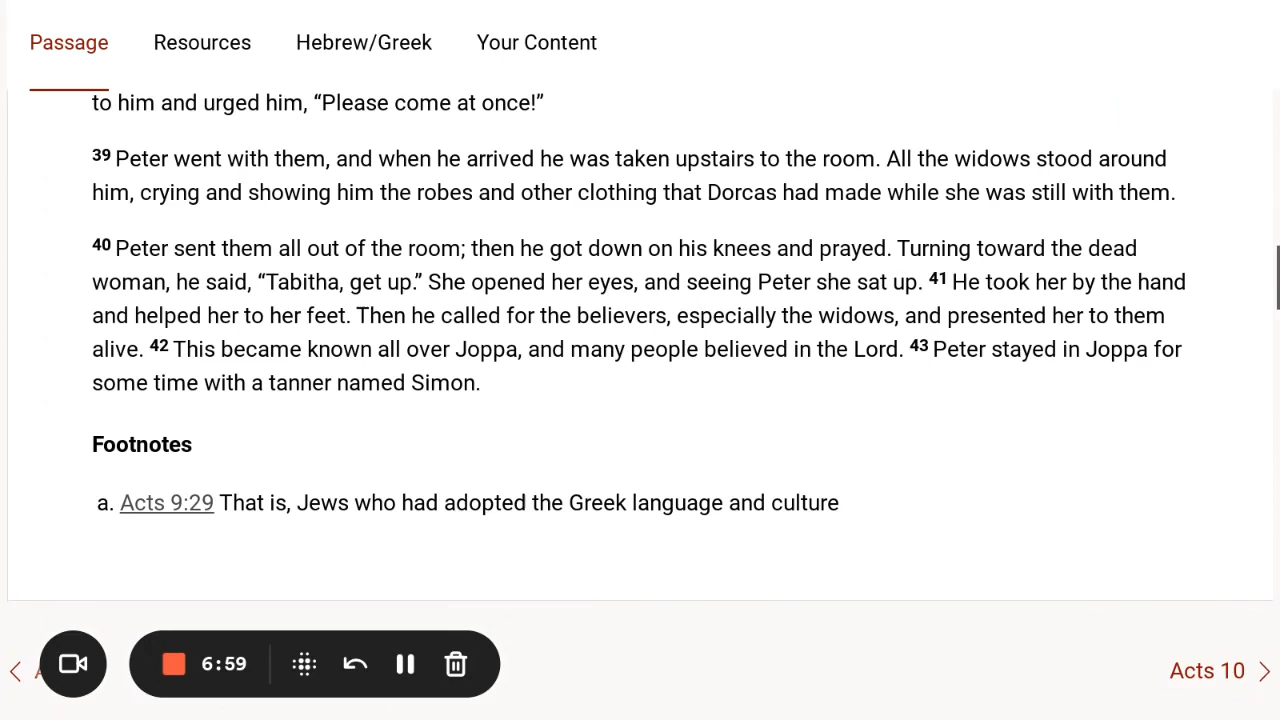 Passage Resources Hebrew/Greek Your Content
to him and urged him, “Please come at once!”
39 Peter went with them, and when he arrived he was taken upstairs to the room. All the widows stood around
him, crying and showing him the robes and other clothing that Dorcas had made while she was still with them.
40 Peter sent them all out of the room; then he got down on his knees and prayed. Turning toward the dead
woman, he said, “Tabitha, get up.” She opened her eyes, and seeing Peter she sat up. 41 He took her by the hand
and helped her to her feet. Then he called for the believers, especially the widows, and presented her to them
alive. 42 This became known all over Joppa, and many people believed in the Lord. 43 Peter stayed in Joppa for
some time with a tanner named Simon.
Footnotes
a. Acts 9:29 That is, Jews who had adopted the Greek language and culture
6:59
Acts 10